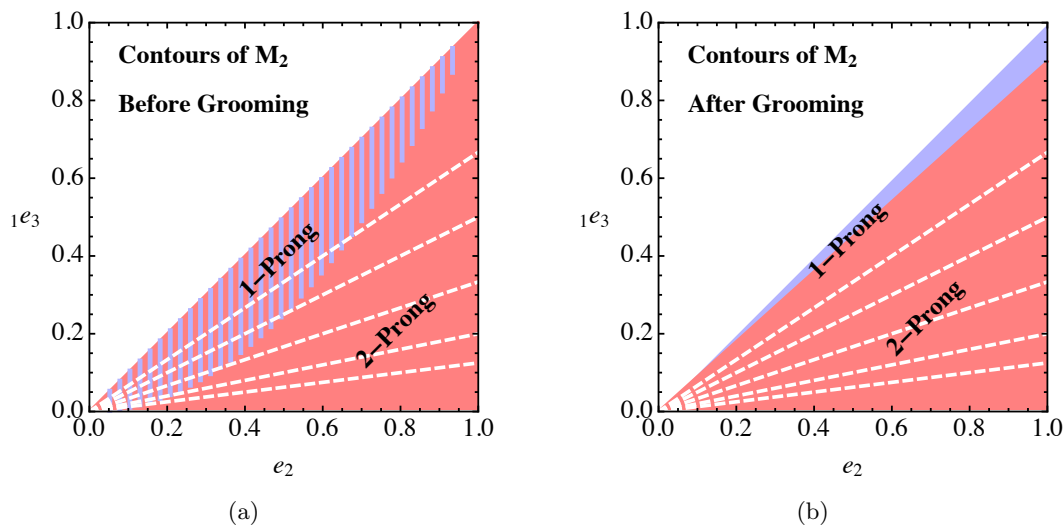 Contours of M₂
Before Grooming
1–Prong
2–Prong
₁e₃
1.0
0.8
0.6
0.4
0.2
0.0
0.0 0.2 0.4 0.6 0.8 1.0
e₂
(a)
Contours of M₂
After Grooming
1–Prong
2–Prong
₁e₃
1.0
0.8
0.6
0.4
0.2
0.0
0.0 0.2 0.4 0.6 0.8 1.0
e₂
(b)